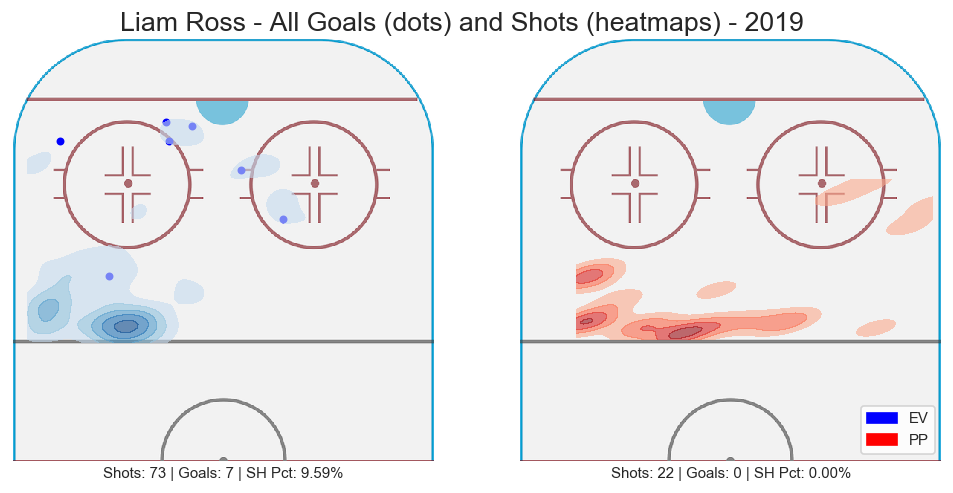 Liam Ross - All Goals (dots) and Shots (heatmaps) - 2019
EV
PP
Shots: 73 | Goals: 7 | SH Pct: 9.59%
Shots: 22 | Goals: 0 | SH Pct: 0.00%